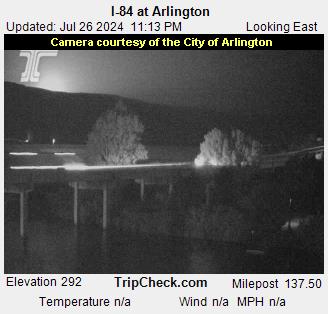 I-84 at Arlington
Updated: Jul 26 2024 11:13 PM Looking East
Camera courtesy of the City of Arlington
Elevation 292 TripCheck.com Milepost 137.50
Temperature n/a Wind n/a MPH n/a